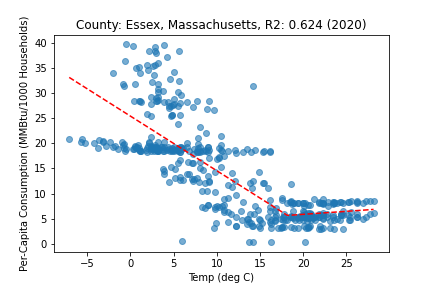 County: Essex, Massachusetts, R2: 0.624 (2020)
Per-Capita Consumption (MMBtu/1000 Households)
40
35
30
25
20
15
10
5
0
−5 0 5 10 15 20 25
Temp (deg C)